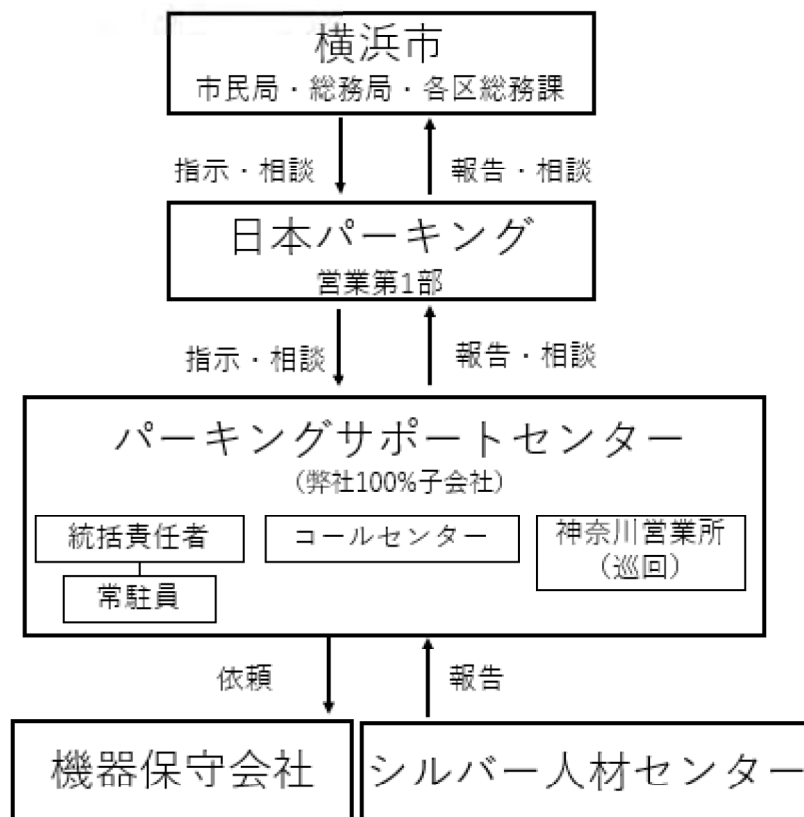 横浜市
市民局・総務局・各区総務課
指示・相談
報告・相談
日本パーキング
営業第1部
指示・相談
報告・相談
パーキングサポートセンター
（弊社100%子会社）
統括責任者
コールセンター
神奈川営業所
（巡回）
常駐員
依頼
報告
機器保守会社
シルバー人材センター